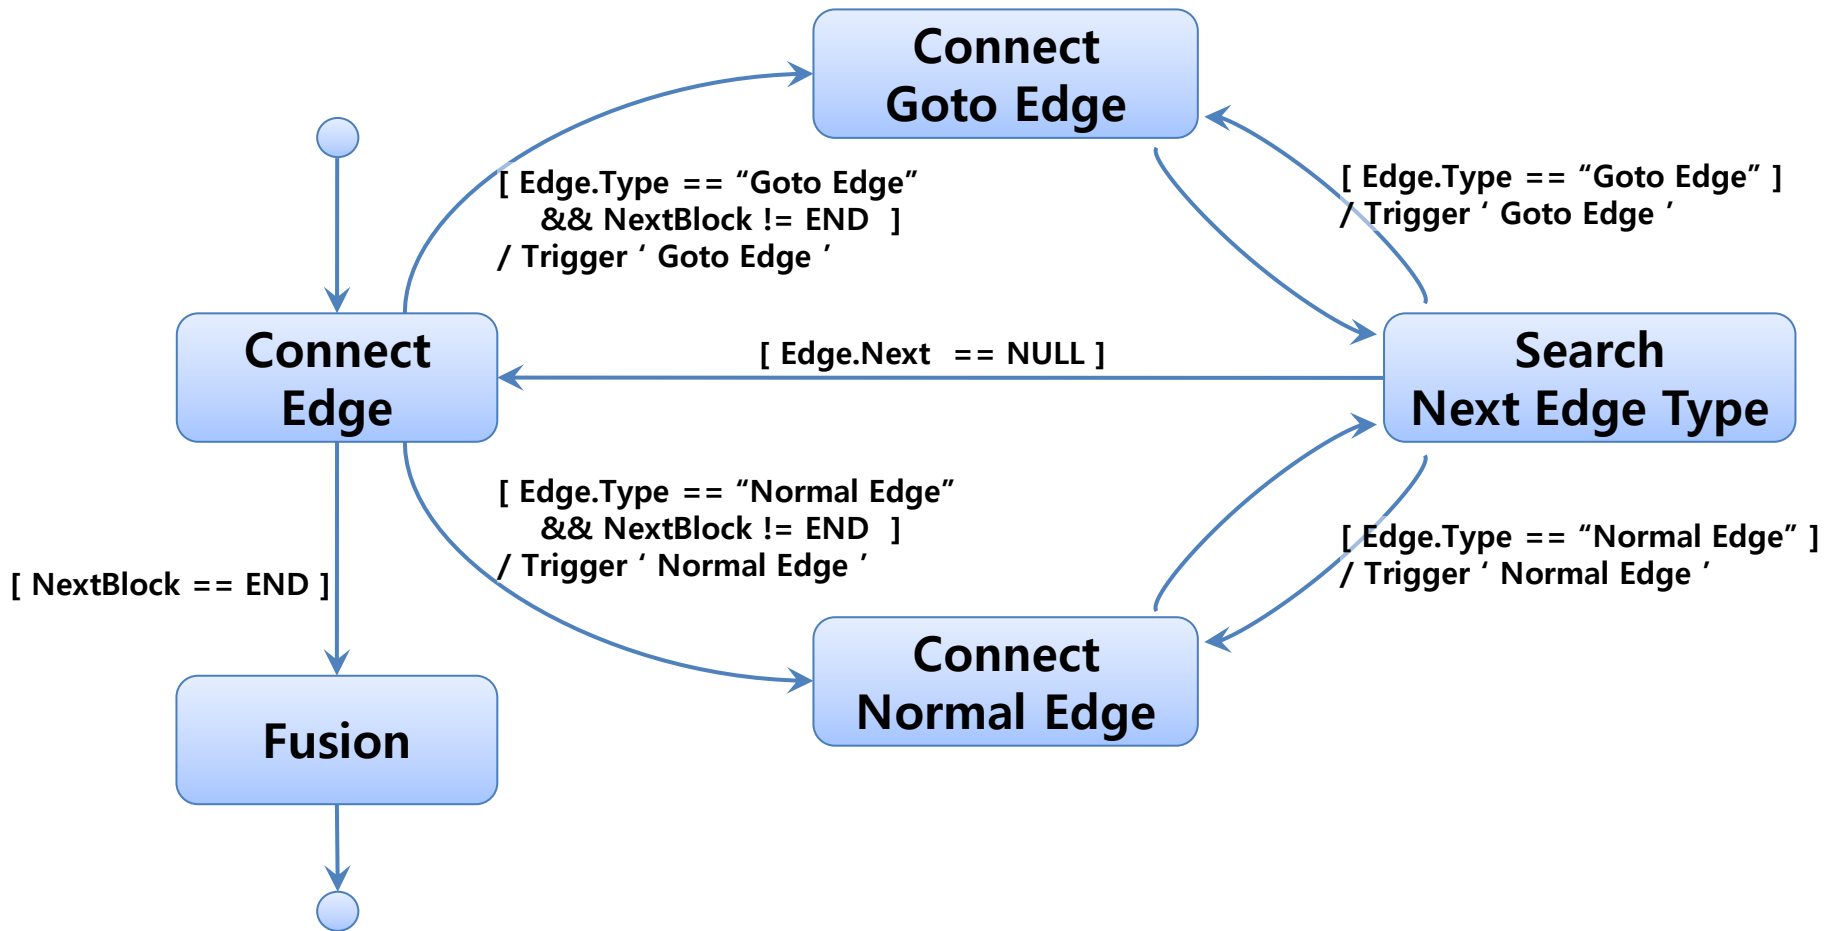 Connect
Goto Edge
[ Edge.Type == “Goto Edge”
&& NextBlock != END ]
/ Trigger ‘ Goto Edge ’
[ Edge.Type == “Goto Edge” ]
/ Trigger ‘ Goto Edge ’
Connect
Edge
[ Edge.Next == NULL ]
Search
Next Edge Type
[ Edge.Type == “Normal Edge”
&& NextBlock != END ]
/ Trigger ‘ Normal Edge ’
[ Edge.Type == “Normal Edge” ]
/ Trigger ‘ Normal Edge ’
[ NextBlock == END ]
Connect
Normal Edge
Fusion